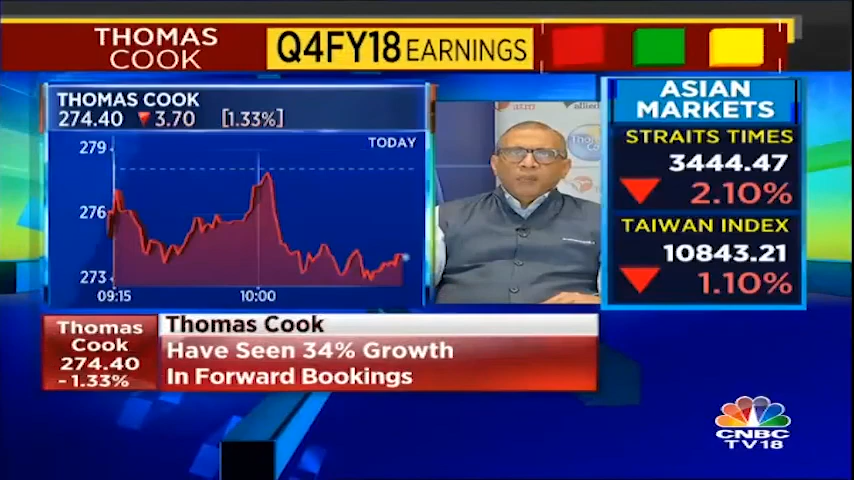 THOMAS
COOK
Q4FY18 EARNINGS
THOMAS COOK
274.40 ▼ 3.70 [1.33%]
TODAY
279
276
273
09:15 10:00
atm allied
ASIAN
MARKETS
STRAITS TIMES
3444.47
▼ 2.10%
TAIWAN INDEX
10843.21
▼ 1.10%
Thomas
Cook
274.40
-1.33%
Thomas Cook
Have Seen 34% Growth
In Forward Bookings
CNBC
TV18